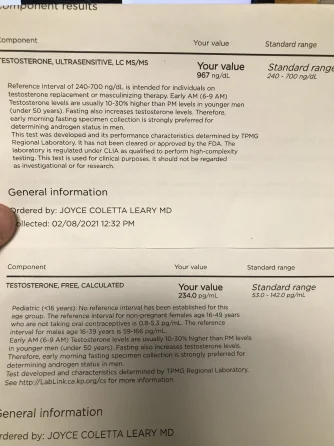 Component results
Component Your value Standard range
TESTOSTERONE, ULTRASENSITIVE, LC MS/MS Your value Standard range
967 ng/dL 240 - 700 ng/dL
Reference Interval of 240-700 ng/dL is intended for individuals on
testosterone replacement or masculinizing therapy. Early AM (6-9 AM)
Testosterone levels are usually 10-30% higher than PM levels in younger men
(under 50 years). Fasting also increases testosterone levels. Therefore,
early morning fasting specimen collection is strongly preferred for
determining androgen status in men.
This test was developed and its performance characteristics determined by TPMG
Regional Laboratory. It has not been cleared or approved by the FDA. The
laboratory is regulated under CLIA as qualified to perform high-complexity
testing. This test is used for clinical purposes. It should not be regarded
as investigational or for research.
General information
Ordered by: JOYCE COLETTA LEARY MD
Collected: 02/08/2021 12:32 PM
Component Your value Standard range
TESTOSTERONE, FREE, CALCULATED Your value Standard range
234.0 pg/mL 53.0 - 142.0 pg/mL
Pediatric (<16 years): No reference interval has been established for this
age group. The reference interval for non-pregnant females age 16-49 years
who are not taking oral contraceptives is 0.8-5.3 pg/mL. The reference
interval for males age 16-39 years is 59-166 pg/mL.
Early AM (6-9 AM) Testosterone levels are usually 10-30% higher than PM levels
in younger men (under 50 years). Fasting also increases testosterone levels.
Therefore, early morning fasting specimen collection is strongly preferred for
determining androgen status in men.
Test developed and characteristics determined by TPMG Regional Laboratory.
See http://LabLink.ca.kp.org/cs for more information.
General information
Ordered by: JOYCE COLETTA LEARY MD